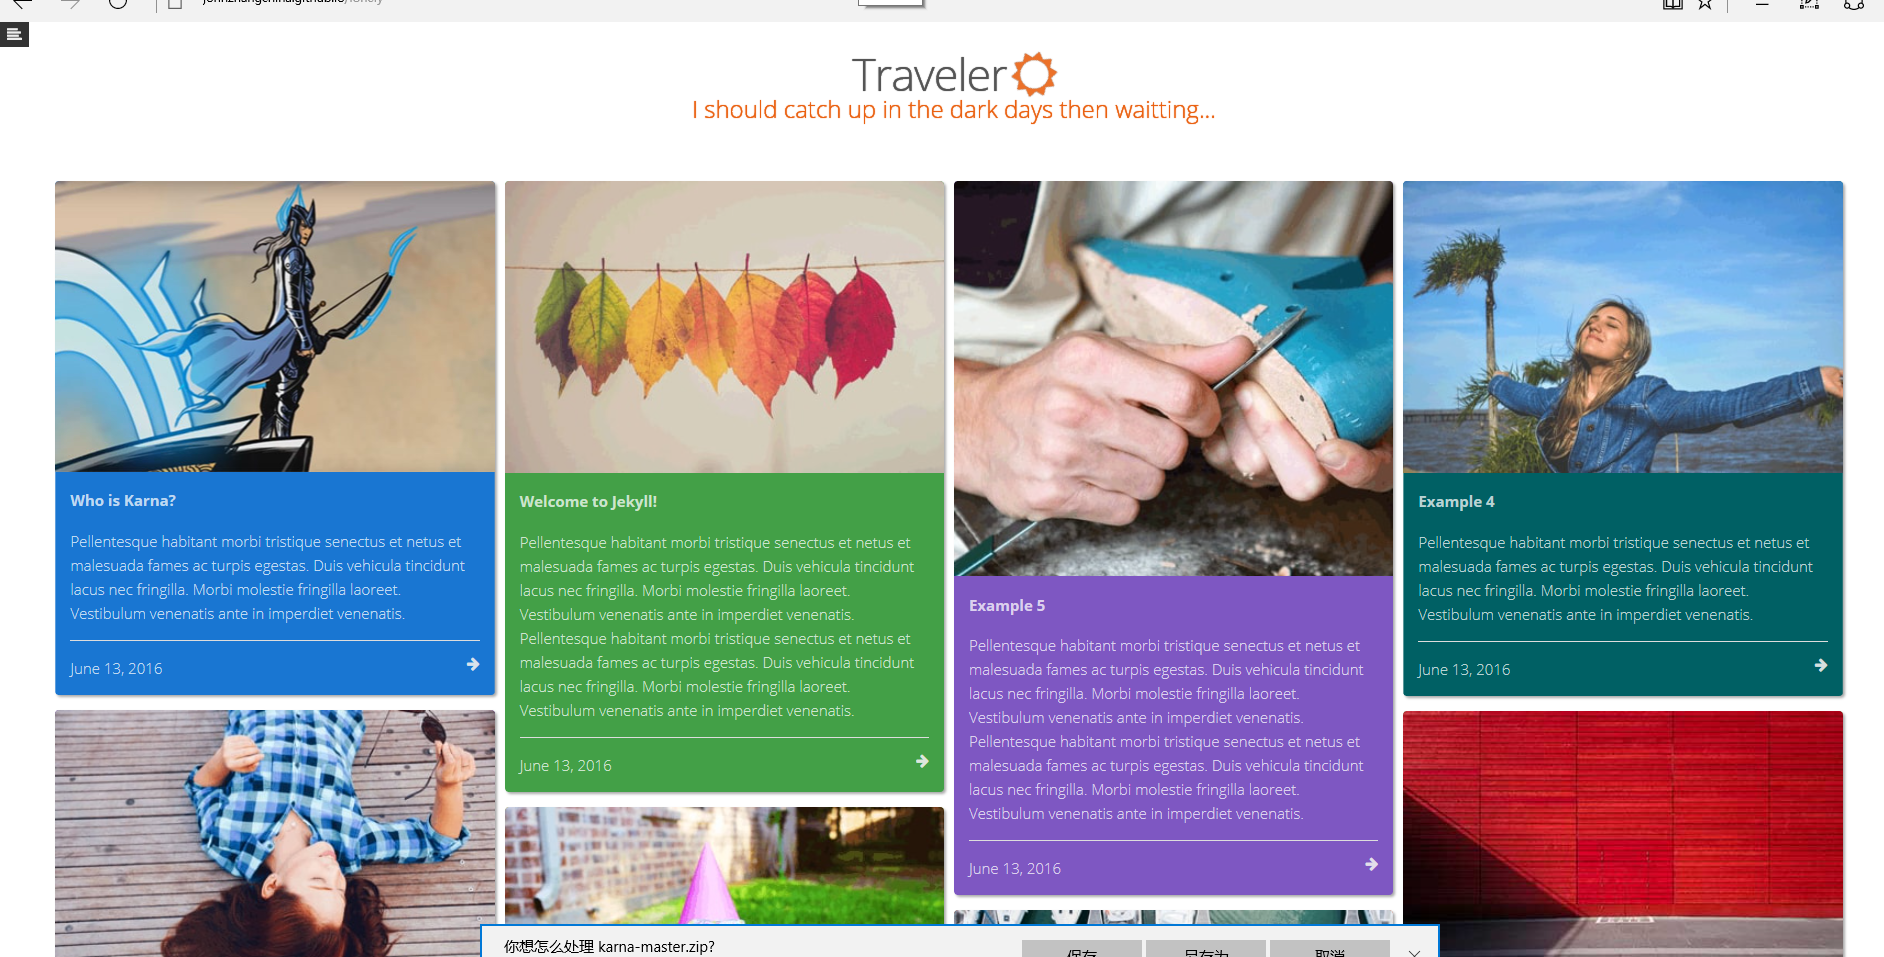 Traveler
I should catch up in the dark days then waitting...
Who is Karna?
Pellentesque habitant morbi tristique senectus et netus et
malesuada fames ac turpis egestas. Duis vehicula tincidunt
lacus nec fringilla. Morbi molestie fringilla laoreet.
Vestibulum venenatis ante in imperdiet venenatis.
June 13, 2016
Welcome to Jekyll!
Pellentesque habitant morbi tristique senectus et netus et
malesuada fames ac turpis egestas. Duis vehicula tincidunt
lacus nec fringilla. Morbi molestie fringilla laoreet.
Vestibulum venenatis ante in imperdiet venenatis.
Pellentesque habitant morbi tristique senectus et netus et
malesuada fames ac turpis egestas. Duis vehicula tincidunt
lacus nec fringilla. Morbi molestie fringilla laoreet.
Vestibulum venenatis ante in imperdiet venenatis.
June 13, 2016
Example 5
Pellentesque habitant morbi tristique senectus et netus et
malesuada fames ac turpis egestas. Duis vehicula tincidunt
lacus nec fringilla. Morbi molestie fringilla laoreet.
Vestibulum venenatis ante in imperdiet venenatis.
Pellentesque habitant morbi tristique senectus et netus et
malesuada fames ac turpis egestas. Duis vehicula tincidunt
lacus nec fringilla. Morbi molestie fringilla laoreet.
Vestibulum venenatis ante in imperdiet venenatis.
June 13, 2016
Example 4
Pellentesque habitant morbi tristique senectus et netus et
malesuada fames ac turpis egestas. Duis vehicula tincidunt
lacus nec fringilla. Morbi molestie fringilla laoreet.
Vestibulum venenatis ante in imperdiet venenatis.
June 13, 2016
你想怎么处理 karna-master.zip?
保存
另存为
取消